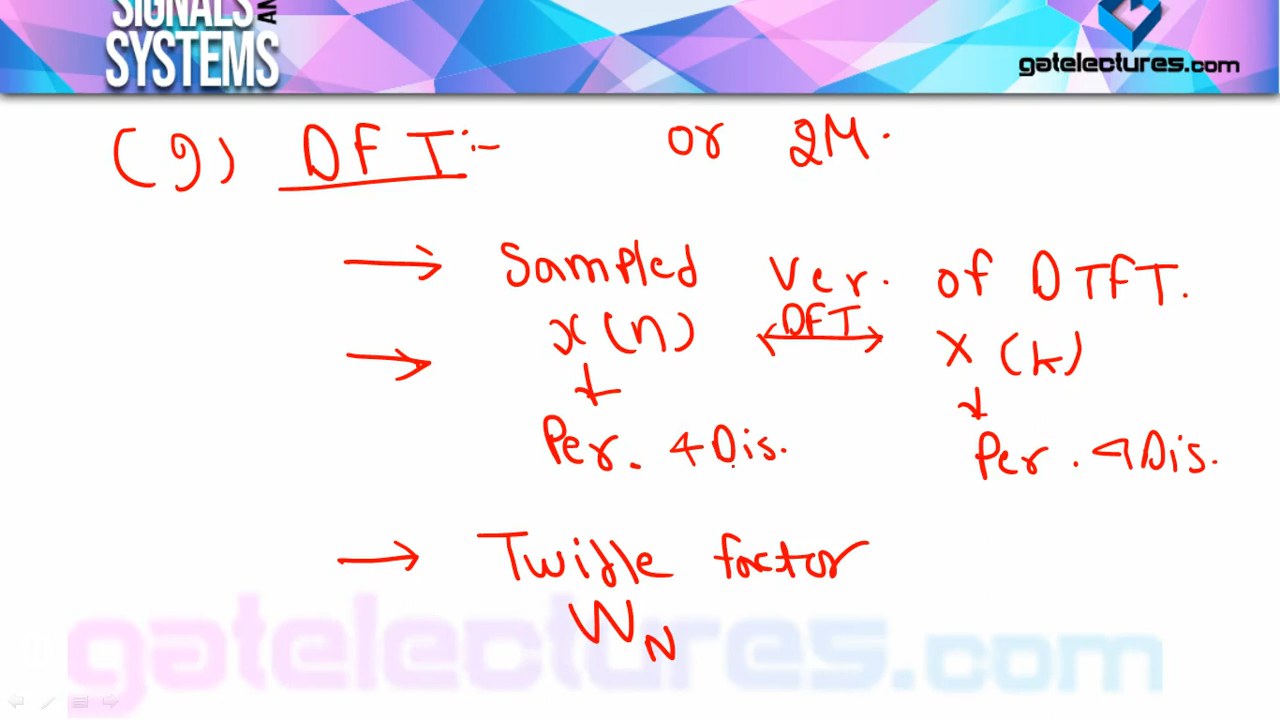 SIGNALS AN
SYSTEMS
gatelectures.com
(9) DFT:- or 2M.
→ Sampled Ver. of DTFT.
→ x(n) DFT X(k)
Per. & Dis. Per. & Dis.
→ Twiddle factor
W_N
gatelectures.com